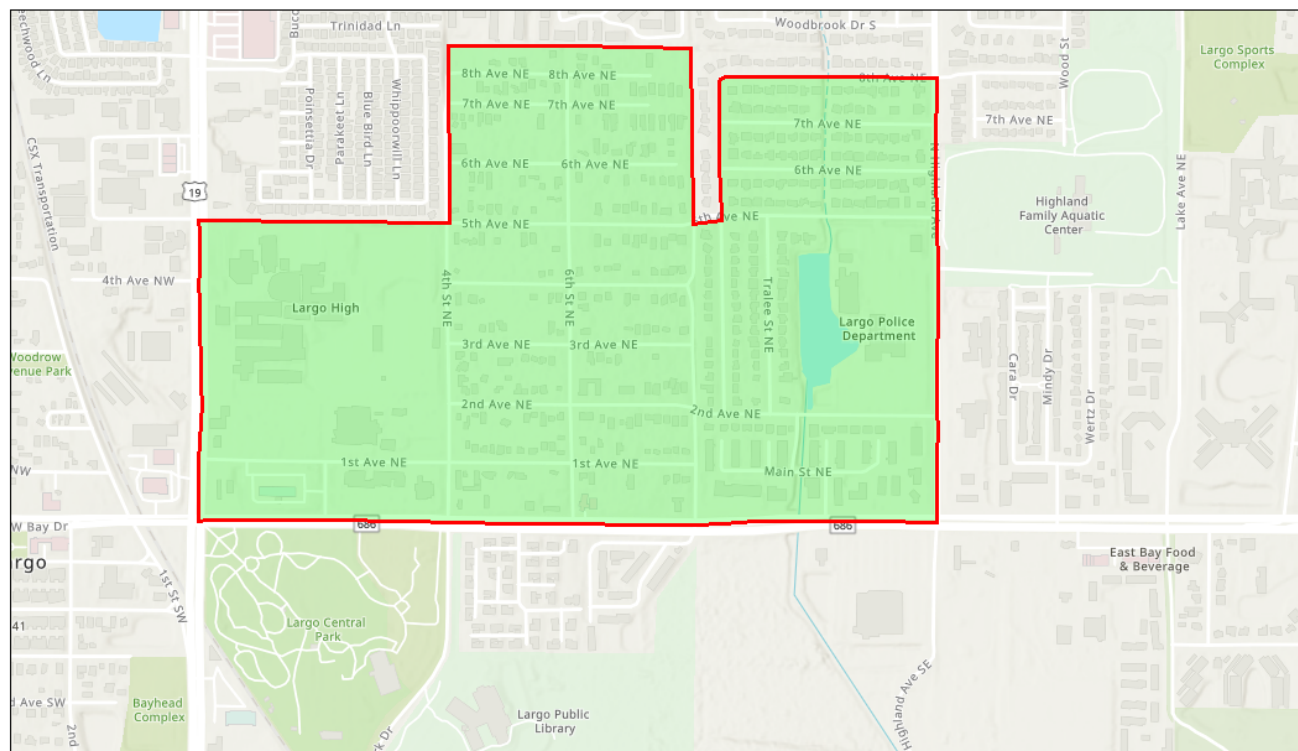 Trinidad Ln
Woodbrook Dr S
Largo Sports
Complex
Wood St
8th Ave NE
8th Ave NE
8th Ave NE
7th Ave NE
7th Ave NE
7th Ave NE
7th Ave NE
Poinsettia Dr
Parakeet Ln
Blue Bird Ln
Whippoorwill Ln
CSX Transportation
6th Ave NE
6th Ave NE
6th Ave NE
N Highland Ave
Lake Ave NE
19
Highland
Family Aquatic
Center
5th Ave NE
4th Ave NW
4th St NE
6th St NE
Tralee St NE
Largo High
Largo Police
Department
3rd Ave NE
3rd Ave NE
Cara Dr
Mindy Dr
Wertz Dr
2nd Ave NE
2nd Ave NE
1st Ave NE
1st Ave NE
Main St NE
NW
W Bay Dr
686
686
East Bay Food
& Beverage
1st St SW
41
Largo Central
Park
Highland Ave SE
Bayhead
Complex
Largo Public
Library